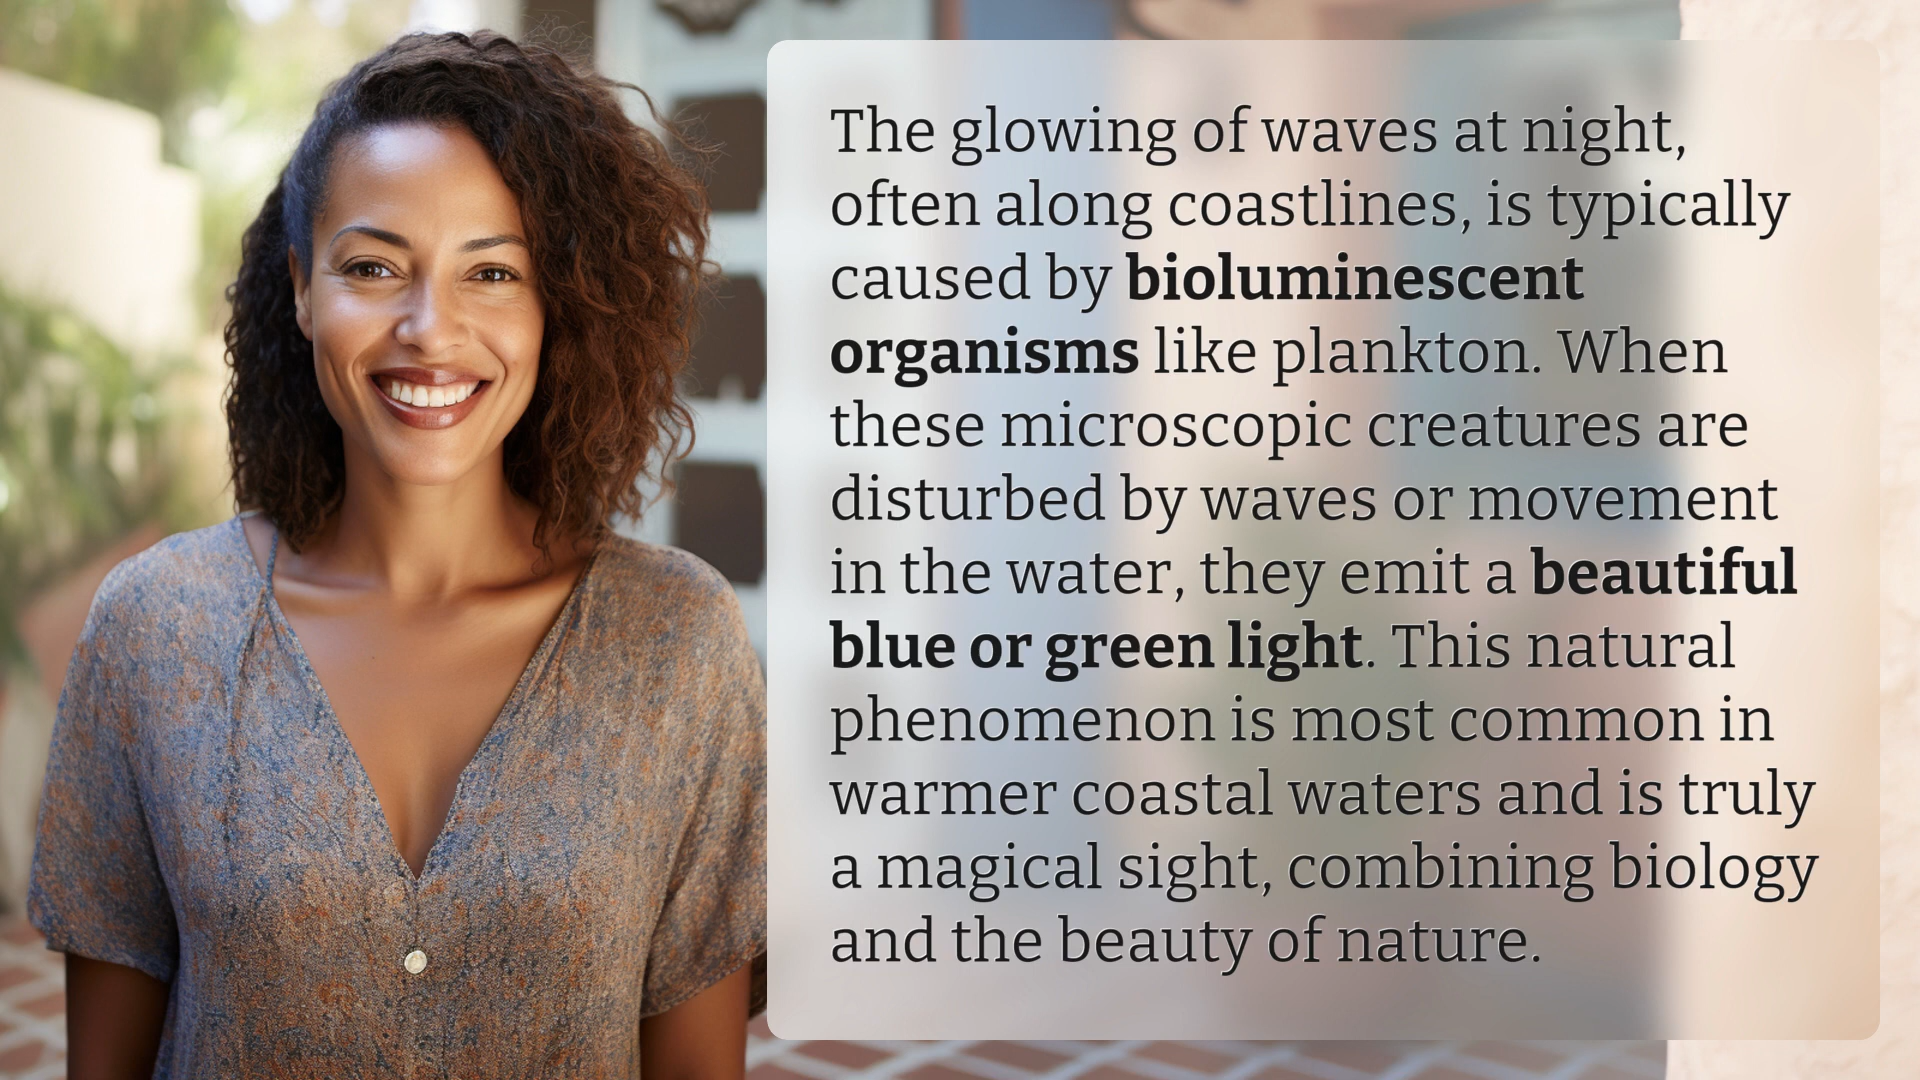 The glowing of waves at night,
often along coastlines, is typically
caused by bioluminescent
organisms like plankton. When
these microscopic creatures are
disturbed by waves or movement
in the water, they emit a beautiful
blue or green light. This natural
phenomenon is most common in
warmer coastal waters and is truly
a magical sight, combining biology
and the beauty of nature.